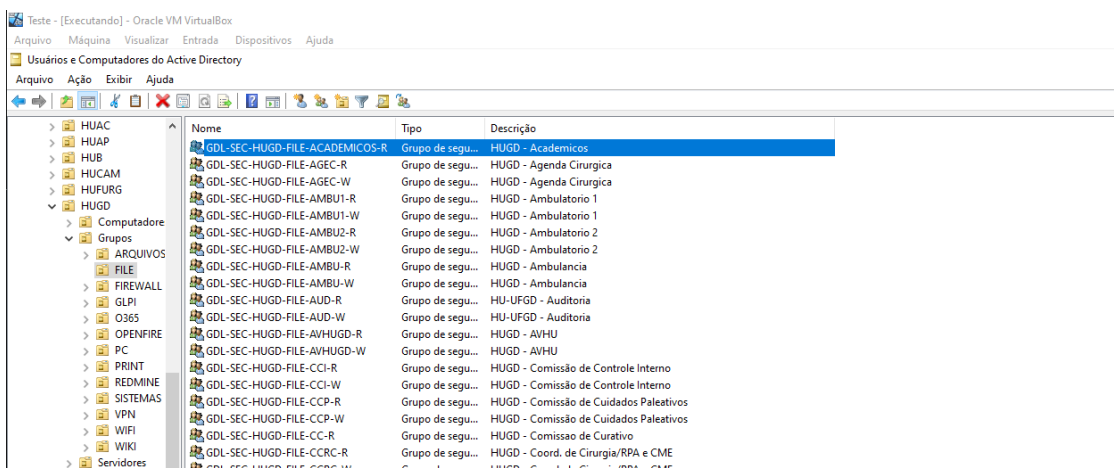 Teste - [Executando] - Oracle VM VirtualBox
Arquivo Máquina Visualizar Entrada Dispositivos Ajuda
Usuários e Computadores do Active Directory
Arquivo Ação Exibir Ajuda
HUAC
HUAP
HUB
HUCAM
HUFURG
HUGD
Computadore
Grupos
ARQUIVOS
FILE
FIREWALL
GLPI
O365
OPENFIRE
PC
PRINT
REDMINE
SISTEMAS
VPN
WIFI
WIKI
Servidores
Nome Tipo Descrição
GDL-SEC-HUGD-FILE-ACADEMICOS-R Grupo de segu... HUGD - Academicos
GDL-SEC-HUGD-FILE-AGEC-R Grupo de segu... HUGD - Agenda Cirurgica
GDL-SEC-HUGD-FILE-AGEC-W Grupo de segu... HUGD - Agenda Cirurgica
GDL-SEC-HUGD-FILE-AMBU1-R Grupo de segu... HUGD - Ambulatorio 1
GDL-SEC-HUGD-FILE-AMBU1-W Grupo de segu... HUGD - Ambulatorio 1
GDL-SEC-HUGD-FILE-AMBU2-R Grupo de segu... HUGD - Ambulatorio 2
GDL-SEC-HUGD-FILE-AMBU2-W Grupo de segu... HUGD - Ambulatorio 2
GDL-SEC-HUGD-FILE-AMBU-R Grupo de segu... HUGD - Ambulancia
GDL-SEC-HUGD-FILE-AMBU-W Grupo de segu... HUGD - Ambulancia
GDL-SEC-HUGD-FILE-AUD-R Grupo de segu... HU-UFGD - Auditoria
GDL-SEC-HUGD-FILE-AUD-W Grupo de segu... HU-UFGD - Auditoria
GDL-SEC-HUGD-FILE-AVHUGD-R Grupo de segu... HUGD - AVHU
GDL-SEC-HUGD-FILE-AVHUGD-W Grupo de segu... HUGD - AVHU
GDL-SEC-HUGD-FILE-CCI-R Grupo de segu... HUGD - Comissão de Controle Interno
GDL-SEC-HUGD-FILE-CCI-W Grupo de segu... HUGD - Comissão de Controle Interno
GDL-SEC-HUGD-FILE-CCP-R Grupo de segu... HUGD - Comissão de Cuidados Paleativos
GDL-SEC-HUGD-FILE-CCP-W Grupo de segu... HUGD - Comissão de Cuidados Paleativos
GDL-SEC-HUGD-FILE-CC-R Grupo de segu... HUGD - Comissao de Curativo
GDL-SEC-HUGD-FILE-CCRC-R Grupo de segu... HUGD - Coord. de Cirurgia/RPA e CME